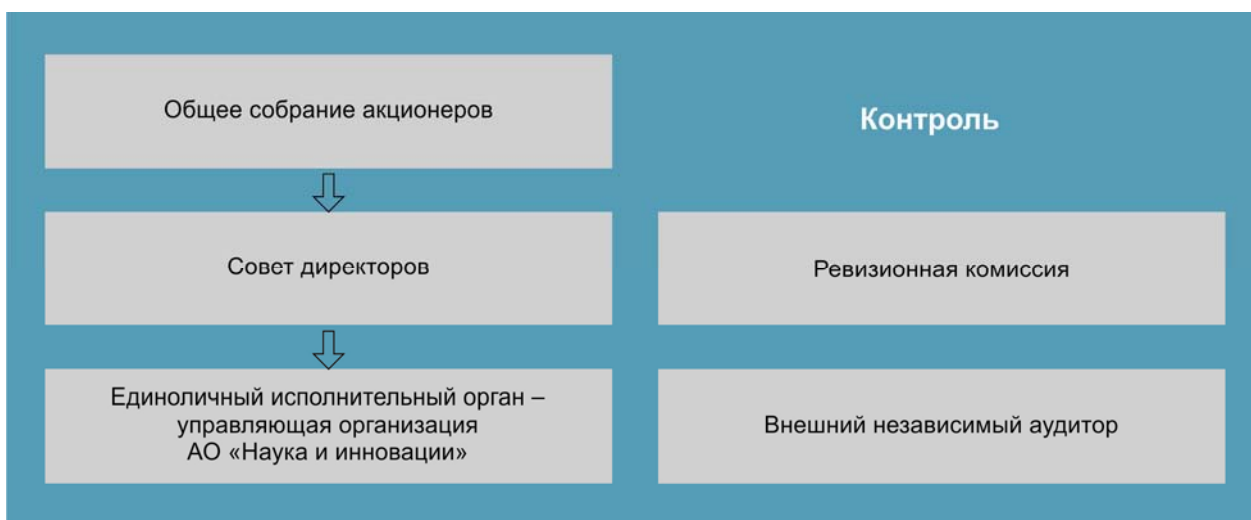 Общее собрание акционеров
Контроль
Совет директоров
Ревизионная комиссия
Единоличный исполнительный орган –
управляющая организация
АО «Наука и инновации»
Внешний независимый аудитор